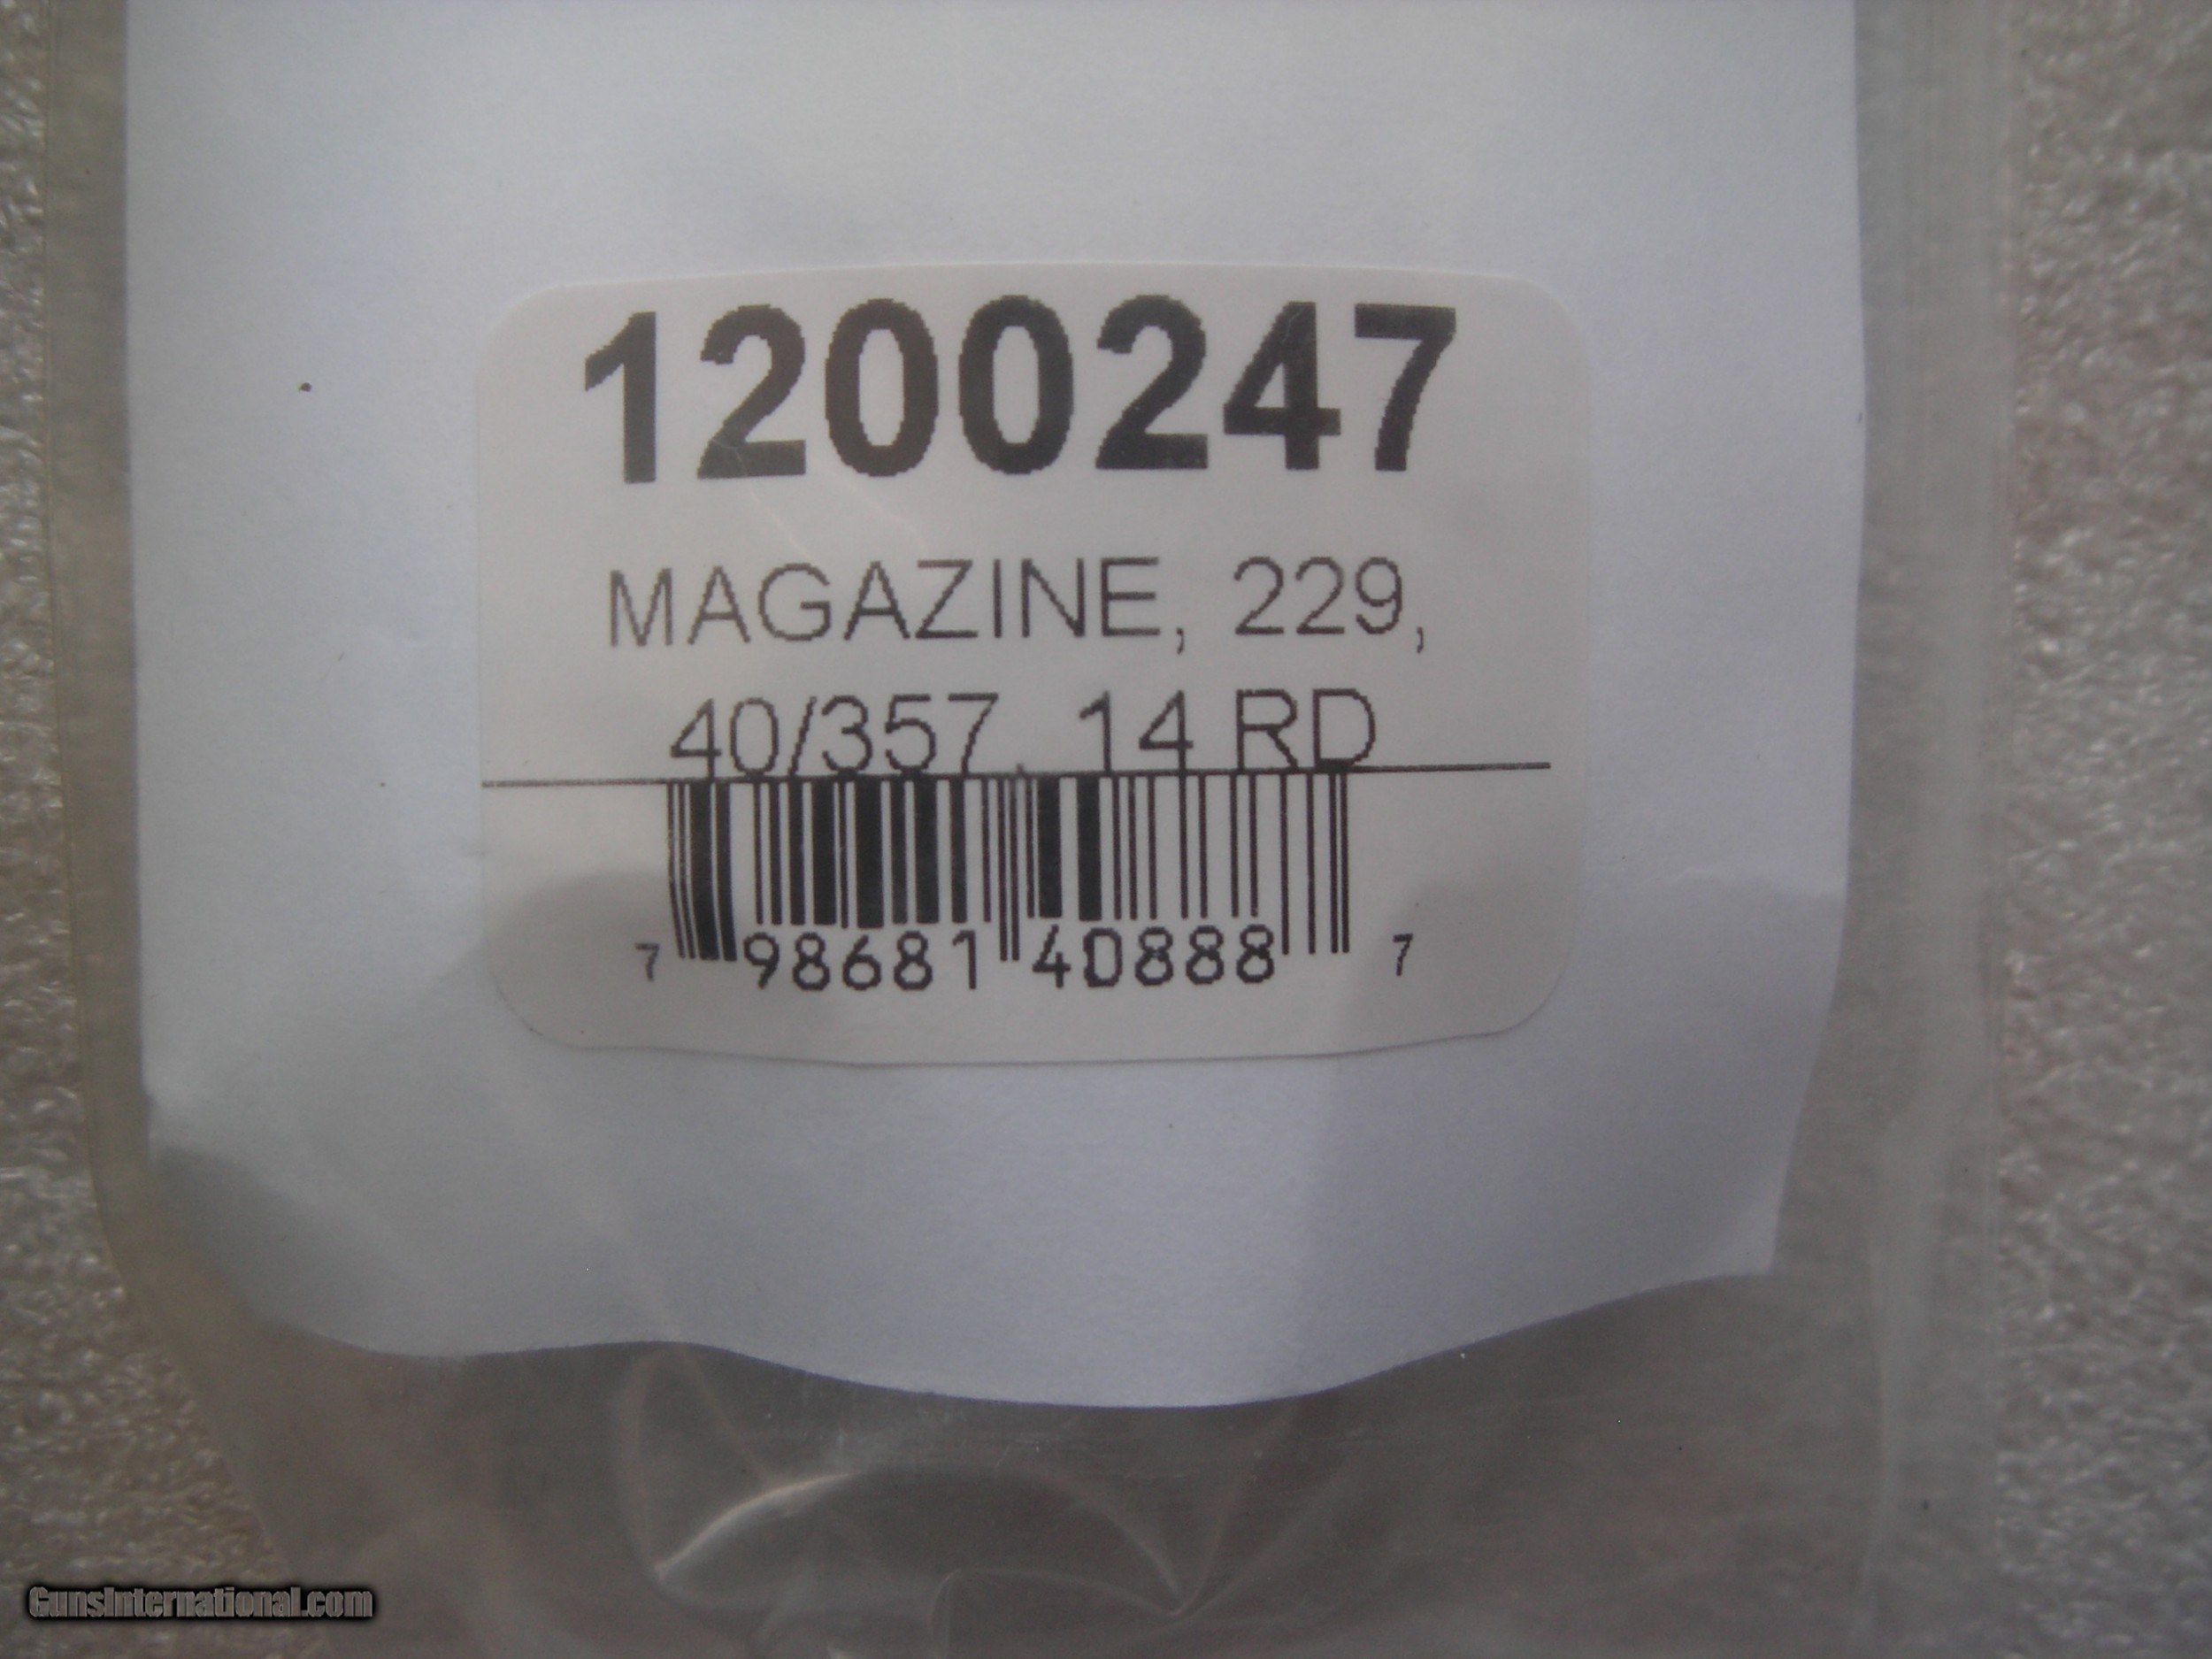 1200247
MAGAZINE, 229,
40/357, 14 RD
7 98681 40888 7
GunsInternational.com